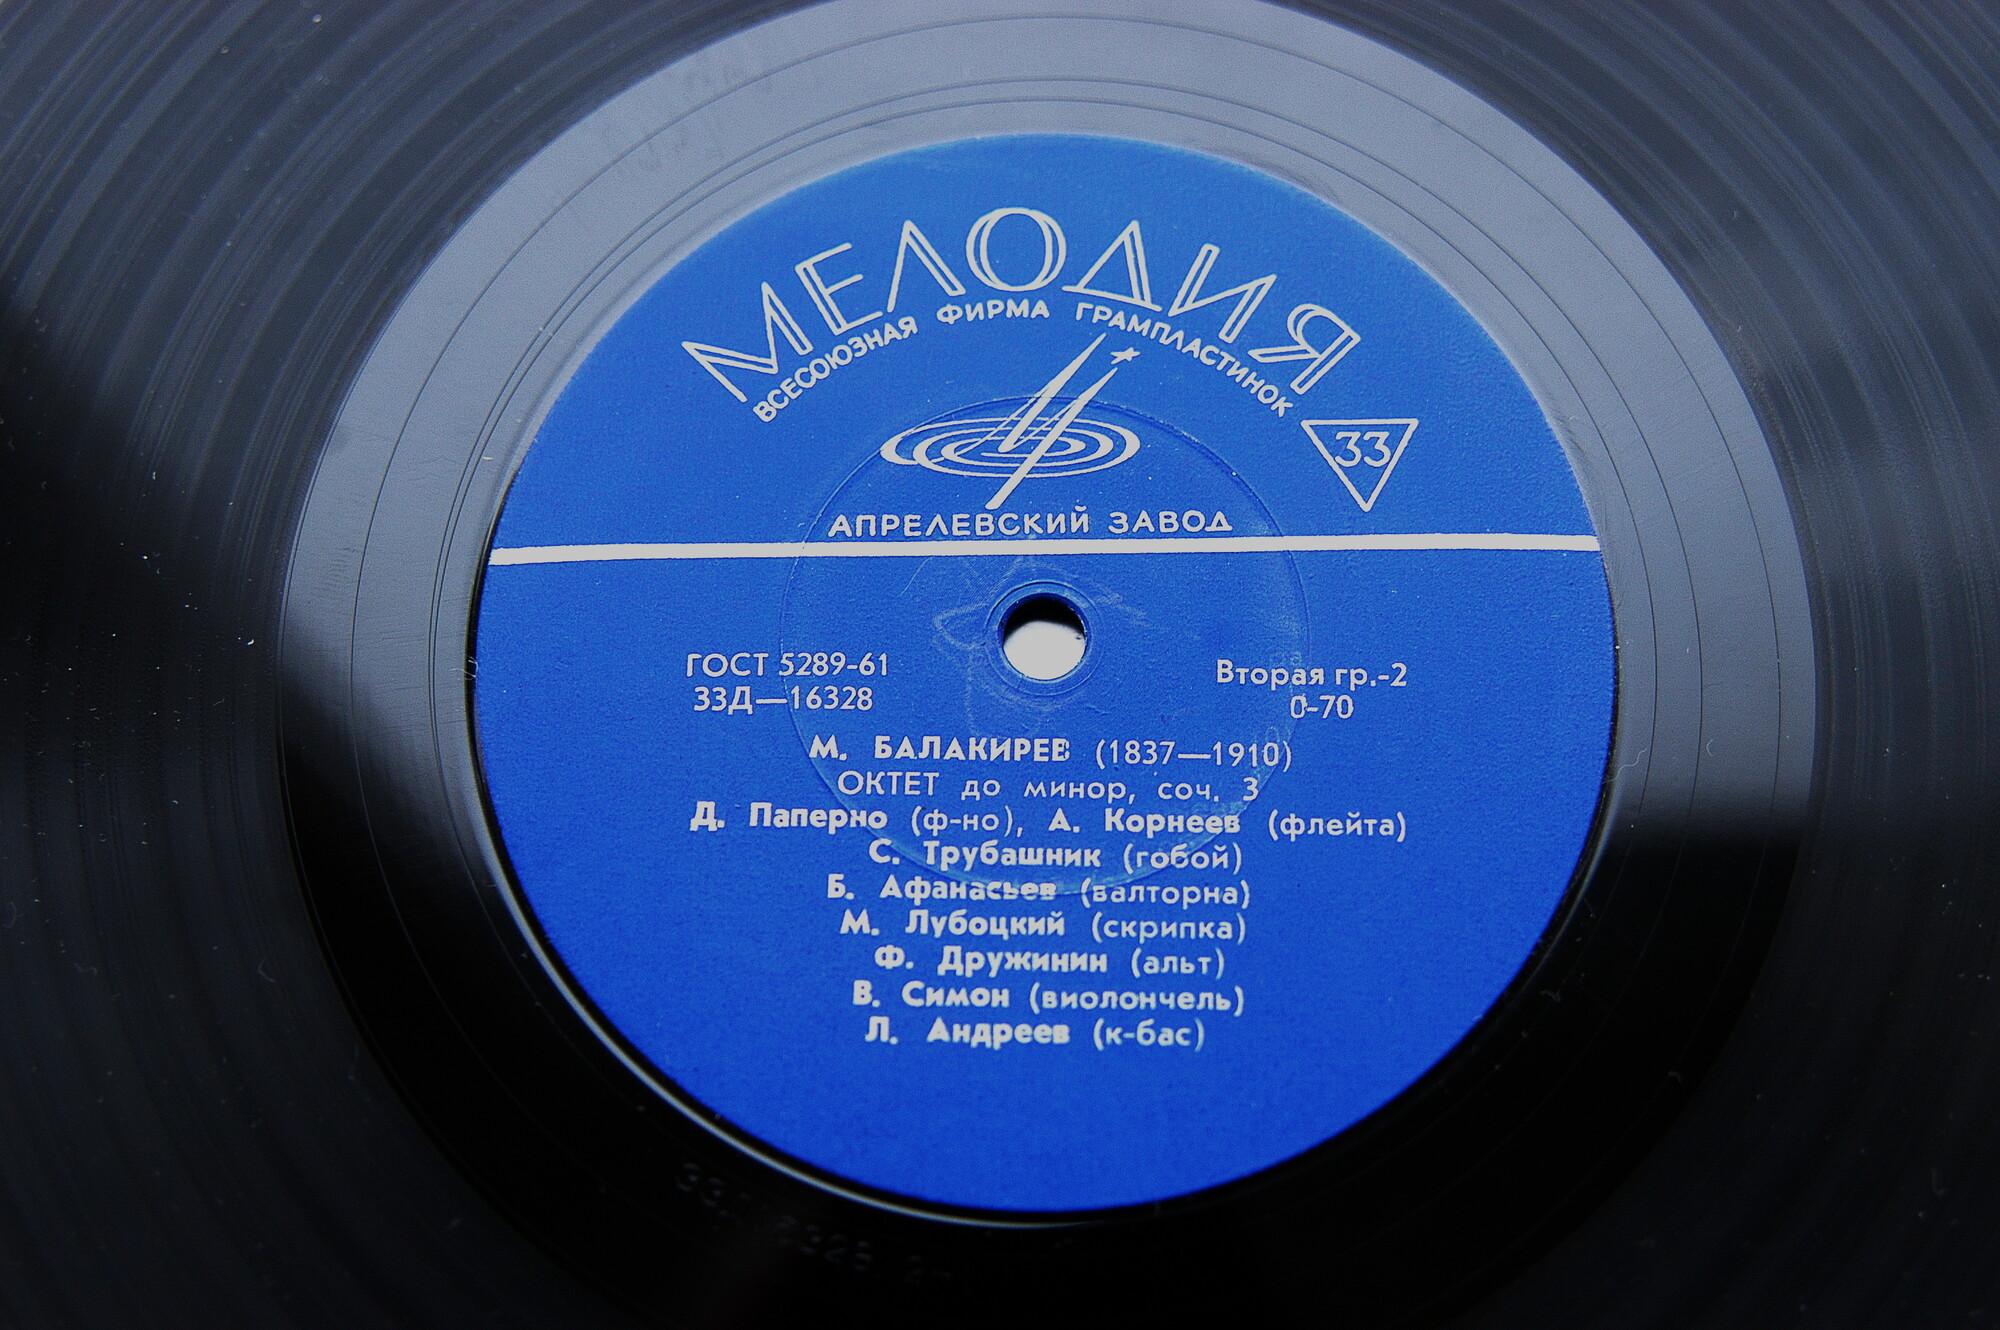 МЕЛОДИЯ
ВСЕСОЮЗНАЯ ФИРМА ГРАМПЛАСТИНОК
33
АПРЕЛЕВСКИЙ ЗАВОД
ГОСТ 5289-61
33Д—16328
Вторая гр.-2
0-70
М. БАЛАКИРЕВ (1837—1910)
ОКТЕТ до минор, соч. 3
Д. Паперно (ф-но), А. Корнеев (флейта)
С. Трубашник (гобой)
Б. Афанасьев (валторна)
М. Лубоцкий (скрипка)
Ф. Дружинин (альт)
В. Симон (виолончель)
Л. Андреев (к-бас)